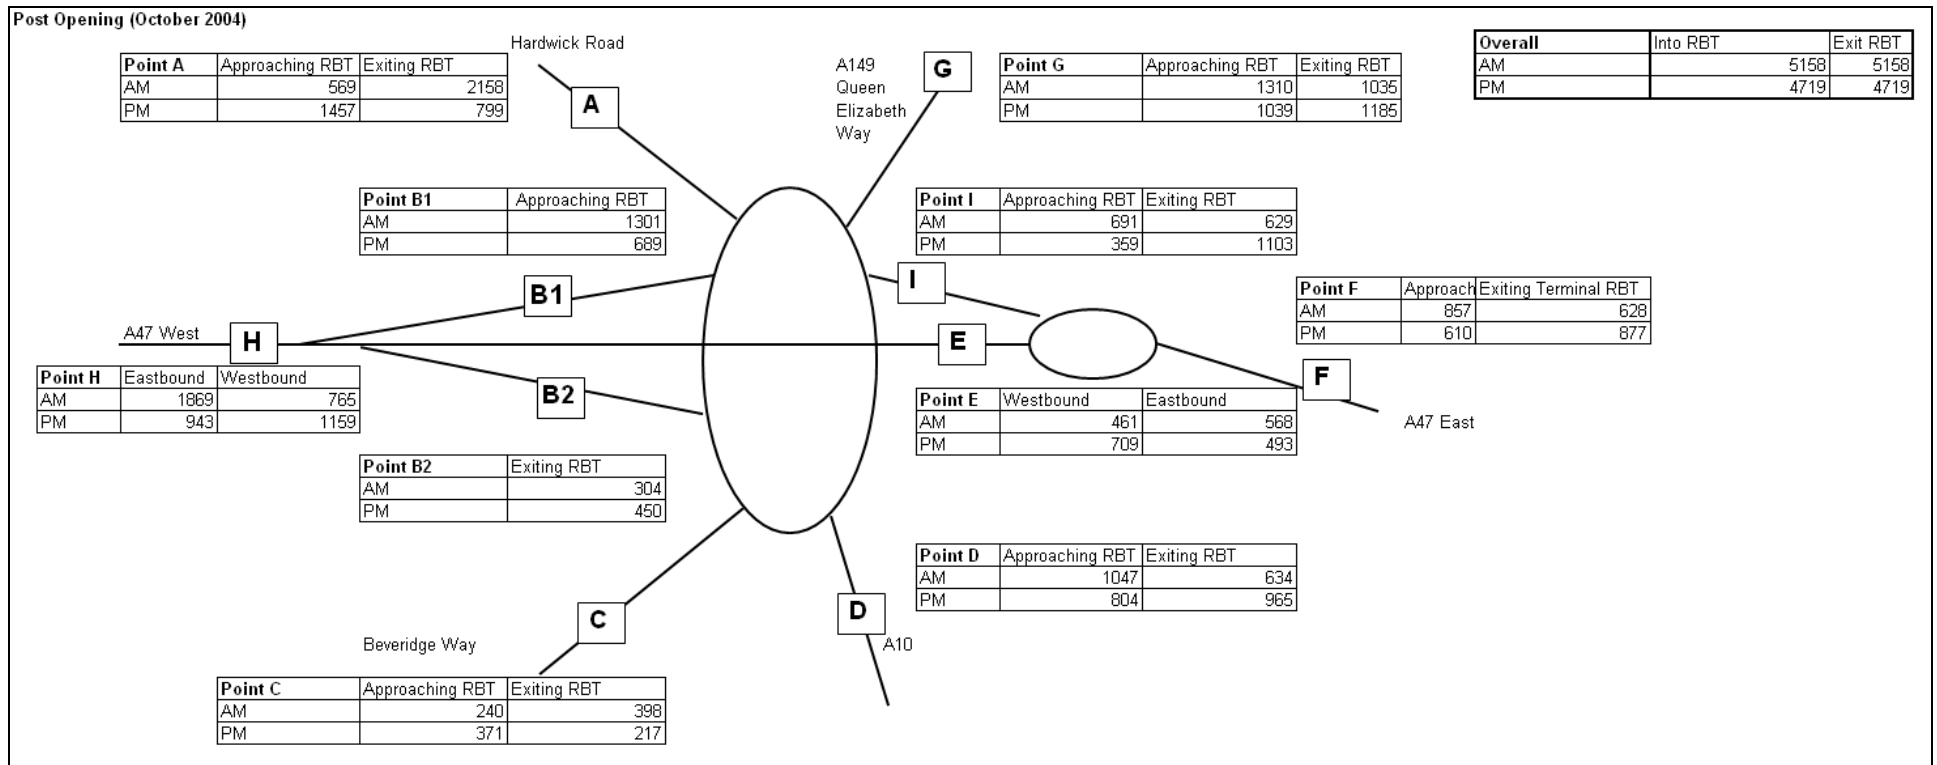 Post Opening (October 2004)
Hardwick Road
Point A Approaching RBT Exiting RBT
AM 569 2158
PM 1457 799
A
A149
Queen
Elizabeth
Way
G
Point G Approaching RBT Exiting RBT
AM 1310 1035
PM 1039 1185
Overall Into RBT Exit RBT
AM 5158 5158
PM 4719 4719
Point B1 Approaching RBT
AM 1301
PM 689
Point I Approaching RBT Exiting RBT
AM 691 629
PM 359 1103
B1
I
Point F Approach Exiting Terminal RBT
AM 857 628
PM 610 877
A47 West
H
E
F
A47 East
Point H Eastbound Westbound
AM 1869 765
PM 943 1159
B2
Point E Westbound Eastbound
AM 461 568
PM 709 493
Point B2 Exiting RBT
AM 304
PM 450
Point D Approaching RBT Exiting RBT
AM 1047 634
PM 804 965
C
D
Beveridge Way
A10
Point C Approaching RBT Exiting RBT
AM 240 398
PM 371 217